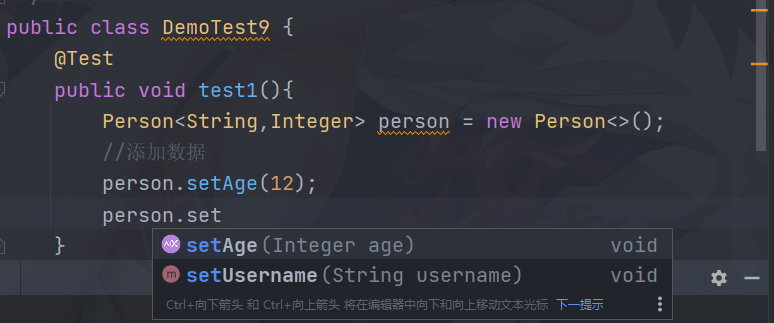 public class DemoTest9 {
@Test
public void test1(){
Person<String,Integer> person = new Person<>();
//添加数据
person.setAge(12);
person.set
}
setAge(Integer age) void
m setUsername(String username) void
Ctrl+向下箭头 和 Ctrl+向上箭头 将在编辑器中向下和向上移动文本光标 下一提示